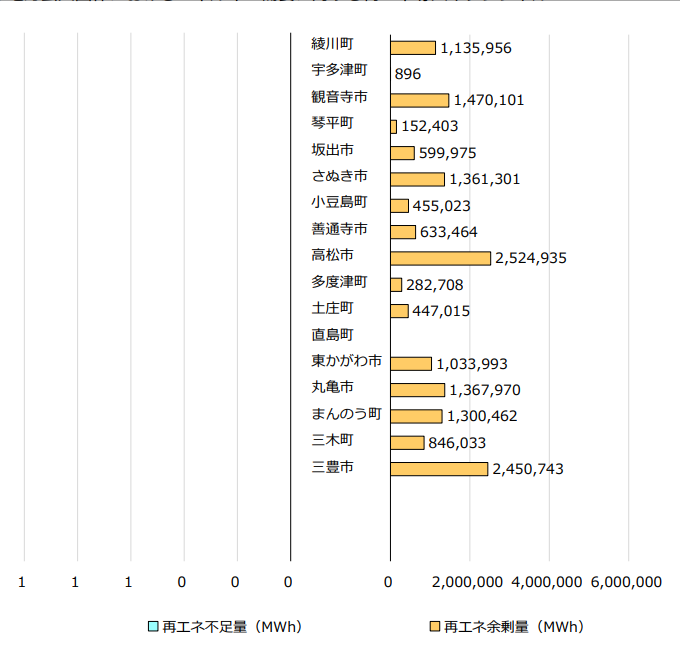 綾川町 1,135,956
宇多津町 896
観音寺市 1,470,101
琴平町 152,403
坂出市 599,975
さぬき市 1,361,301
小豆島町 455,023
善通寺市 633,464
高松市 2,524,935
多度津町 282,708
土庄町 447,015
直島町
東かがわ市 1,033,993
丸亀市 1,367,970
まんのう町 1,300,462
三木町 846,033
三豊市 2,450,743
1 1 1 0 0 0 0 2,000,000 4,000,000 6,000,000
再エネ不足量（MWh） 再エネ余剰量（MWh）